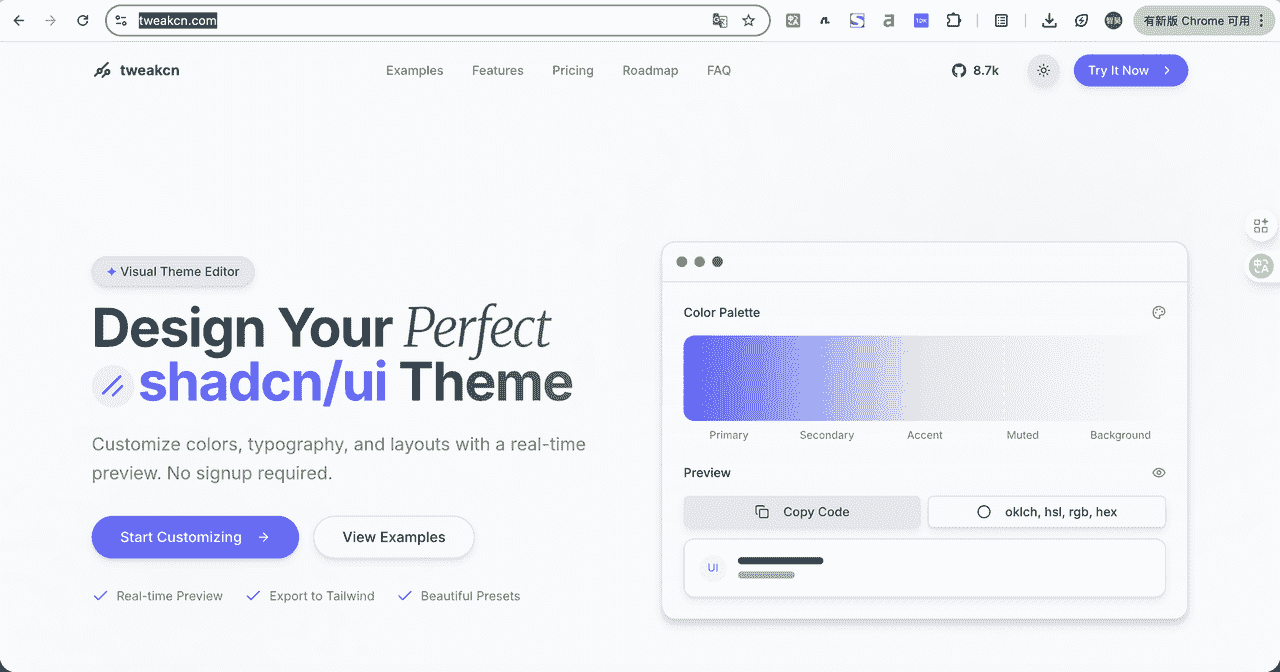 tweakcn.com
有新版 Chrome 可用
tweakcn
Examples
Features
Pricing
Roadmap
FAQ
8.7k
Try It Now
Visual Theme Editor
Design Your Perfect
shadcn/ui Theme
Customize colors, typography, and layouts with a real-time
preview. No signup required.
Start Customizing
View Examples
Real-time Preview
Export to Tailwind
Beautiful Presets
Color Palette
Primary
Secondary
Accent
Muted
Background
Preview
Copy Code
oklch, hsl, rgb, hex
UI